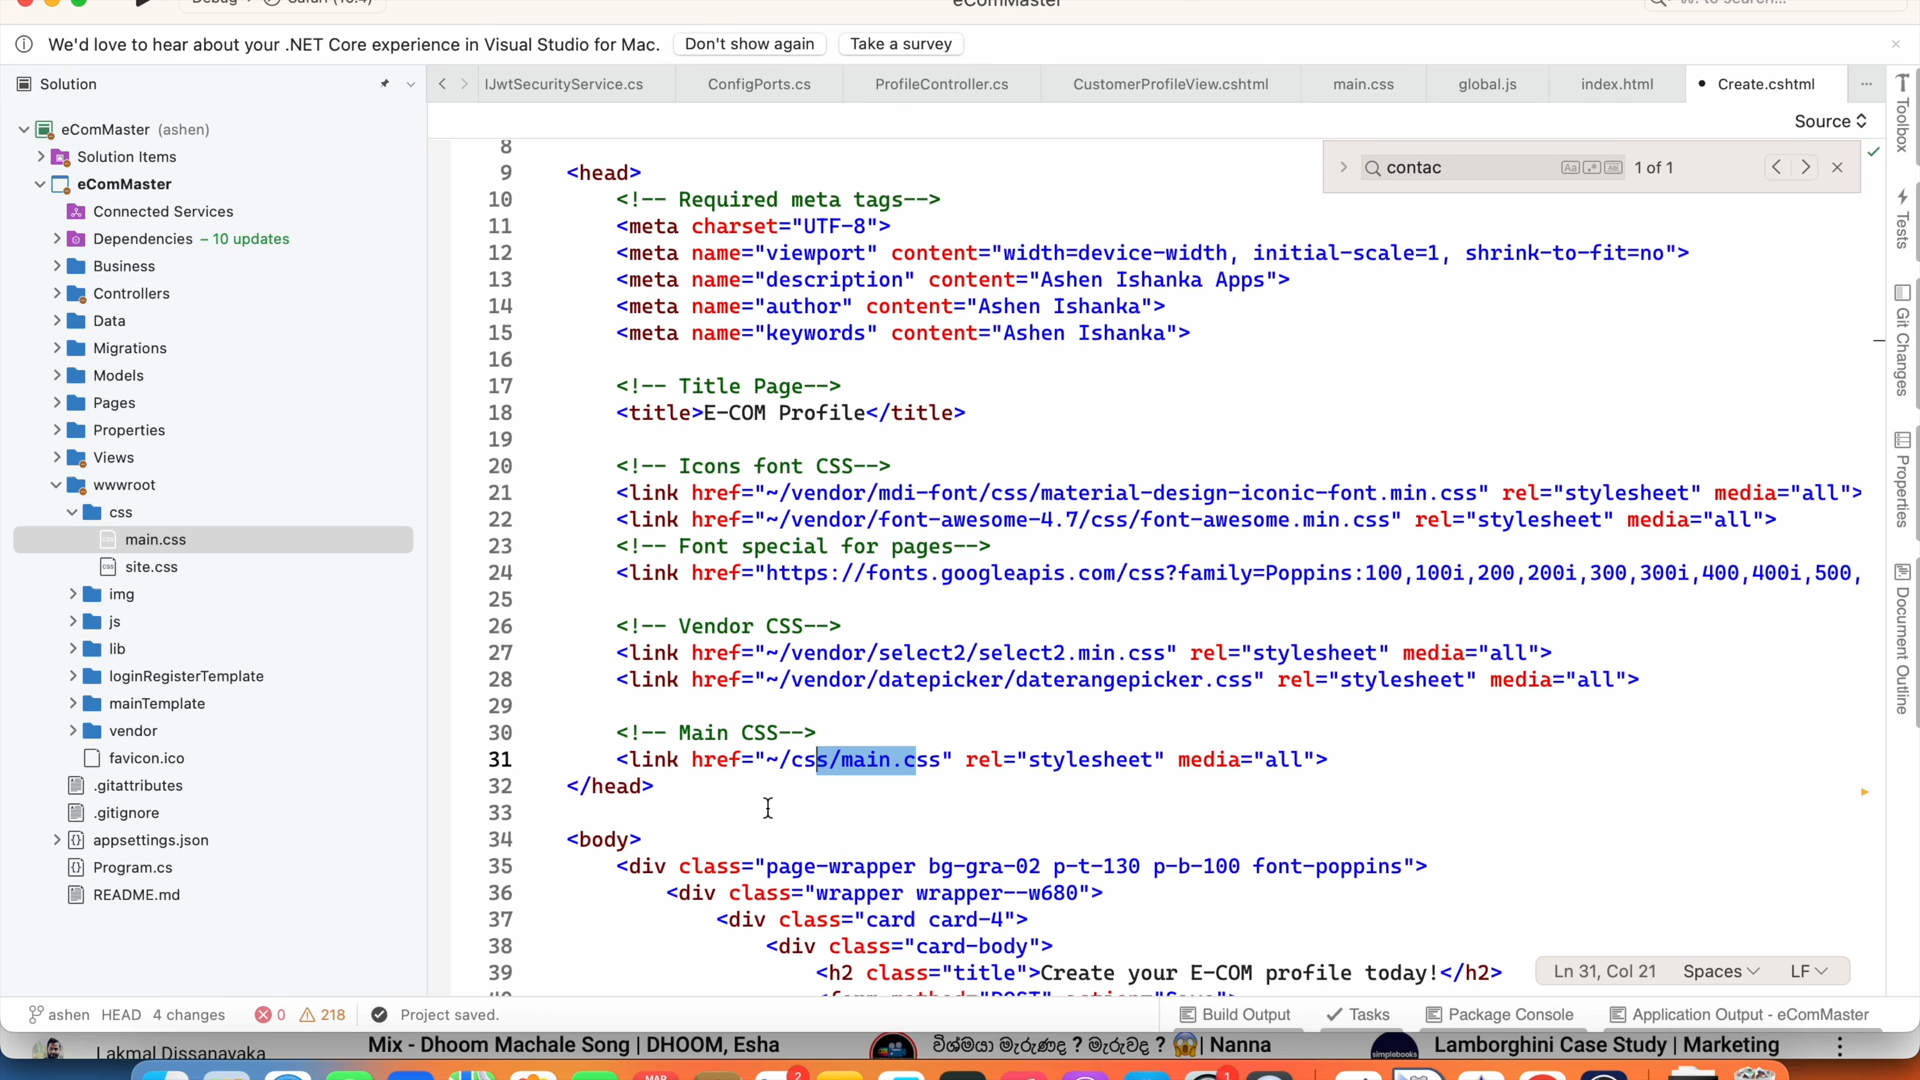 eComMaster
We'd love to hear about your .NET Core experience in Visual Studio for Mac. Don't show again Take a survey
Solution
IJwtSecurityService.cs ConfigPorts.cs ProfileController.cs CustomerProfileView.cshtml main.css global.js index.html Create.cshtml
Source
contac 1 of 1
eComMaster (ashen)
Solution Items
eComMaster
Connected Services
Dependencies – 10 updates
Business
Controllers
Data
Migrations
Models
Pages
Properties
Views
wwwroot
css
main.css
site.css
img
js
lib
loginRegisterTemplate
mainTemplate
vendor
favicon.ico
.gitattributes
.gitignore
appsettings.json
Program.cs
README.md
8
9 <head>
10 <!-- Required meta tags-->
11 <meta charset="UTF-8">
12 <meta name="viewport" content="width=device-width, initial-scale=1, shrink-to-fit=no">
13 <meta name="description" content="Ashen Ishanka Apps">
14 <meta name="author" content="Ashen Ishanka">
15 <meta name="keywords" content="Ashen Ishanka">
16
17 <!-- Title Page-->
18 <title>E-COM Profile</title>
19
20 <!-- Icons font CSS-->
21 <link href="~/vendor/mdi-font/css/material-design-iconic-font.min.css" rel="stylesheet" media="all">
22 <link href="~/vendor/font-awesome-4.7/css/font-awesome.min.css" rel="stylesheet" media="all">
23 <!-- Font special for pages-->
24 <link href="https://fonts.googleapis.com/css?family=Poppins:100,100i,200,200i,300,300i,400,400i,500,
25
26 <!-- Vendor CSS-->
27 <link href="~/vendor/select2/select2.min.css" rel="stylesheet" media="all">
28 <link href="~/vendor/datepicker/daterangepicker.css" rel="stylesheet" media="all">
29
30 <!-- Main CSS-->
31 <link href="~/css/main.css" rel="stylesheet" media="all">
32 </head>
33
34 <body>
35 <div class="page-wrapper bg-gra-02 p-t-130 p-b-100 font-poppins">
36 <div class="wrapper wrapper--w680">
37 <div class="card card-4">
38 <div class="card-body">
39 <h2 class="title">Create your E-COM profile today!</h2>
Ln 31, Col 21 Spaces LF
Toolbox
Tests
Git Changes
Properties
Document Outline
ashen HEAD 4 changes 0 218 Project saved. Build Output Tasks Package Console Application Output - eComMaster
Lakmal Dissanayaka Mix - Dhoom Machale Song | DHOOM, Esha විශ්මයා මැරුණද ? මැරුවද ? 😱| Nanna simplebooks Lamborghini Case Study | Marketing
MAR 2 1